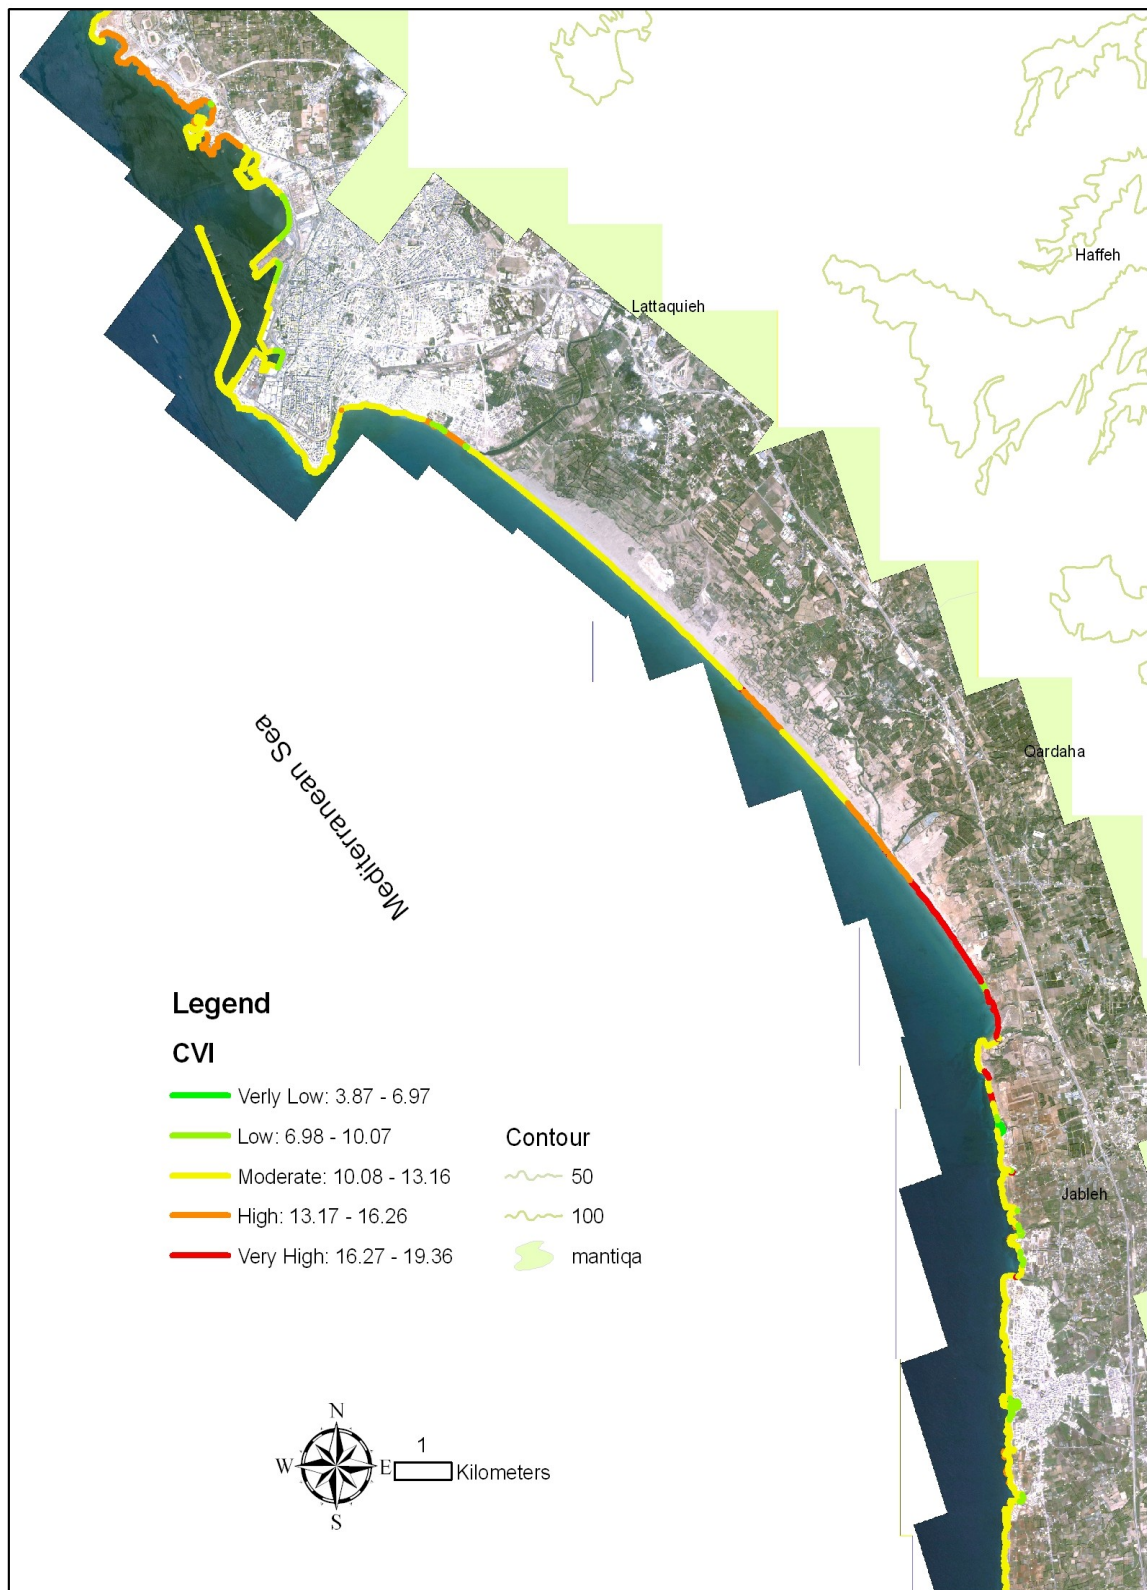 Haffeh
Lattaquieh
Mediterranean Sea
Qardaha
Legend
CVI
Verly Low: 3.87 - 6.97
Low: 6.98 - 10.07
Moderate: 10.08 - 13.16
High: 13.17 - 16.26
Very High: 16.27 - 19.36
Contour
50
100
mantiqa
Jableh
N
W
E
S
1
Kilometers